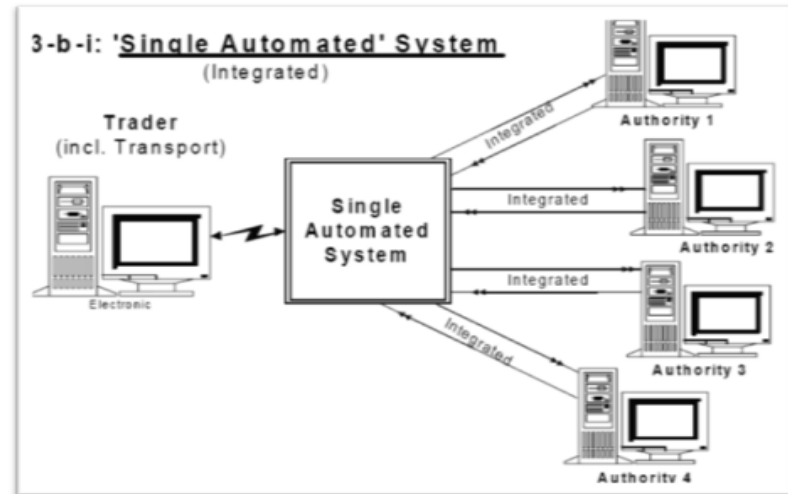 3-b-i: 'Single Automated' System
(Integrated)
Trader
(incl. Transport)
Electronic
Single
Automated
System
Integrated
Integrated
Integrated
Integrated
Authority 1
Authority 2
Authority 3
Authority 4